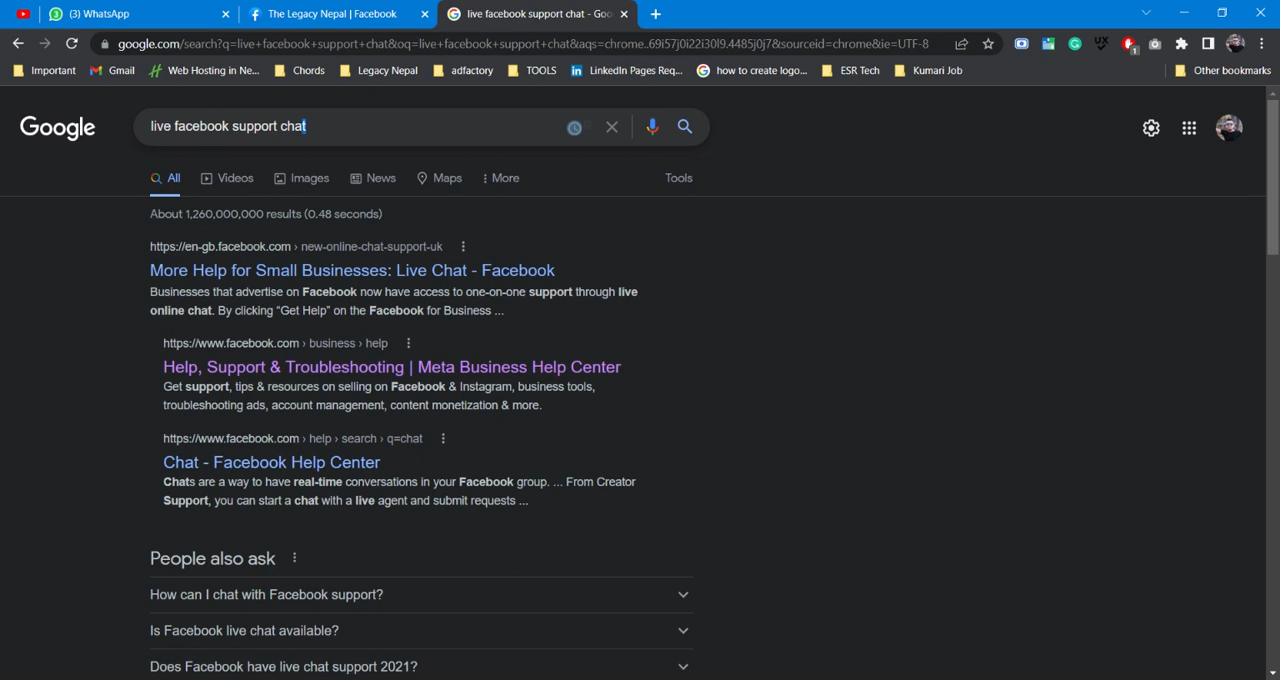 (3) WhatsApp
The Legacy Nepal | Facebook
live facebook support chat - Goo
google.com/search?q=live+facebook+support+chat&oq=live+facebook+support+chat&aqs=chrome..69i57j0i22i30l9.4485j0j7&sourceid=chrome&ie=UTF-8
Important
Gmail
Web Hosting in Ne...
Chords
Legacy Nepal
adfactory
TOOLS
LinkedIn Pages Req...
how to create logo...
ESR Tech
Kumari Job
Other bookmarks
Google
live facebook support chat
All
Videos
Images
News
Maps
More
Tools
About 1,260,000,000 results (0.48 seconds)
https://en-gb.facebook.com › new-online-chat-support-uk
More Help for Small Businesses: Live Chat - Facebook
Businesses that advertise on Facebook now have access to one-on-one support through live
online chat. By clicking “Get Help” on the Facebook for Business ...
https://www.facebook.com › business › help
Help, Support & Troubleshooting | Meta Business Help Center
Get support, tips & resources on selling on Facebook & Instagram, business tools,
troubleshooting ads, account management, content monetization & more.
https://www.facebook.com › help › search › q=chat
Chat - Facebook Help Center
Chats are a way to have real-time conversations in your Facebook group. ... From Creator
Support, you can start a chat with a live agent and submit requests ...
People also ask
How can I chat with Facebook support?
Is Facebook live chat available?
Does Facebook have live chat support 2021?